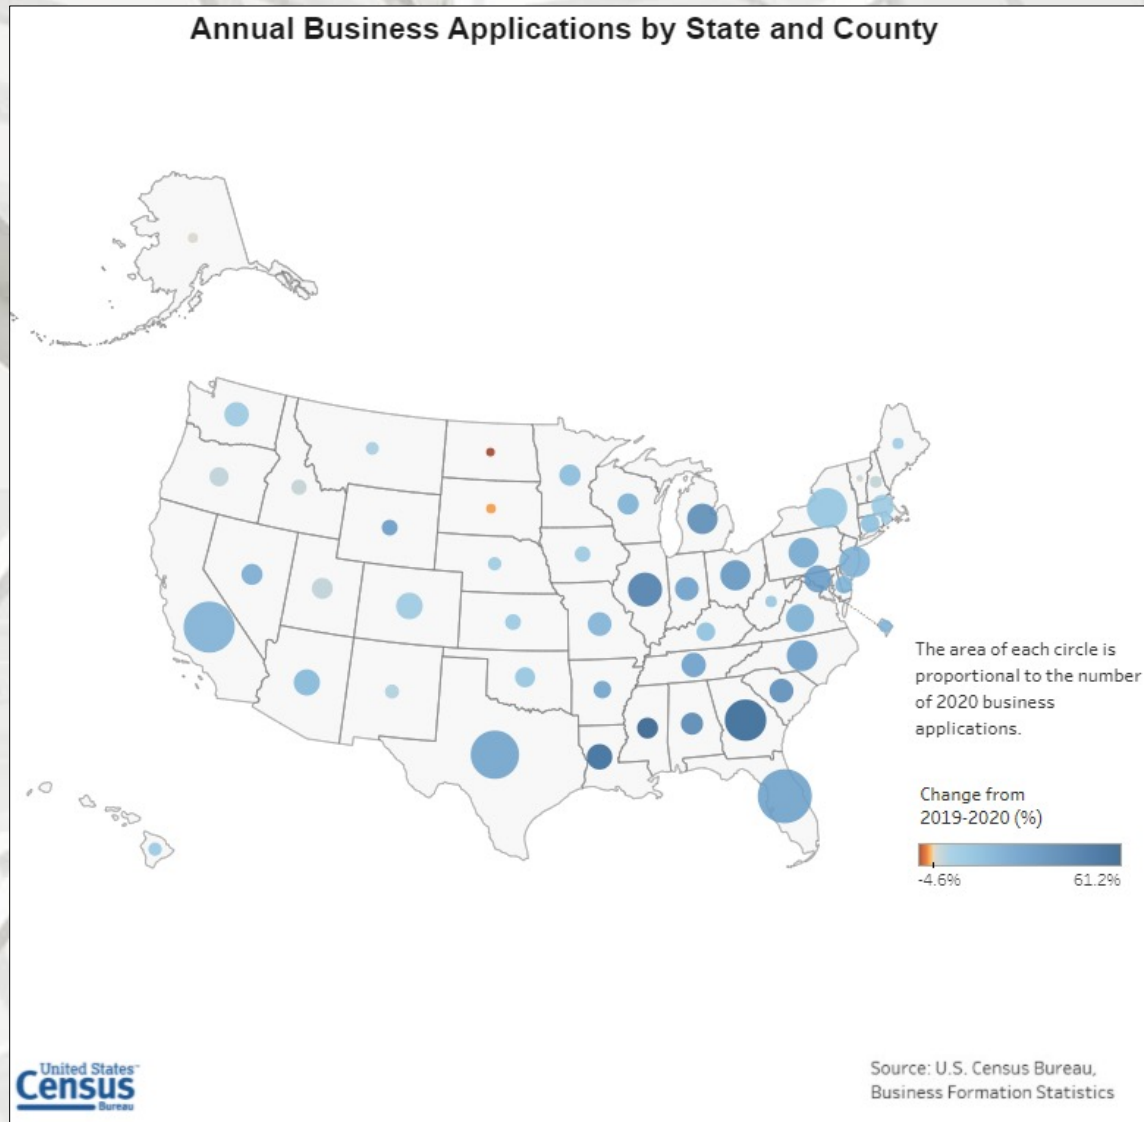 Annual Business Applications by State and County
The area of each circle is
proportional to the number
of 2020 business
applications.
Change from
2019-2020 (%)
-4.6%
61.2%
United States™
Census
Bureau
Source: U.S. Census Bureau,
Business Formation Statistics